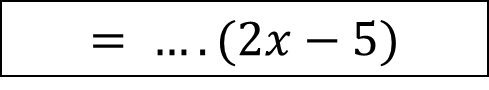 = ... . (2x − 5)